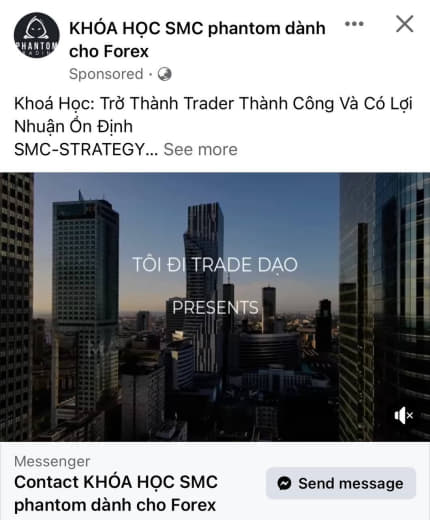 PHANTOM
TRADING
KHÓA HỌC SMC phantom dành
cho Forex
Sponsored ·
Khoá Học: Trở Thành Trader Thành Công Và Có Lợi
Nhuận Ổn Định
SMC-STRATEGY... See more
TÔI ĐI TRADE DẠO
PRESENTS
Messenger
Contact KHÓA HỌC SMC
phantom dành cho Forex
Send message